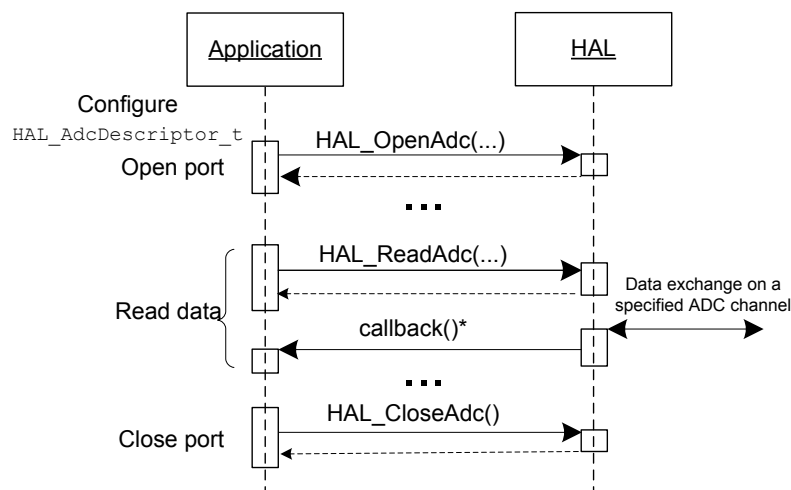 Application
HAL
Configure
HAL_AdcDescriptor_t
HAL_OpenAdc(...)
Open port
...
HAL_ReadAdc(...)
Data exchange on a
specified ADC channel
Read data
callback()*
...
HAL_CloseAdc()
Close port